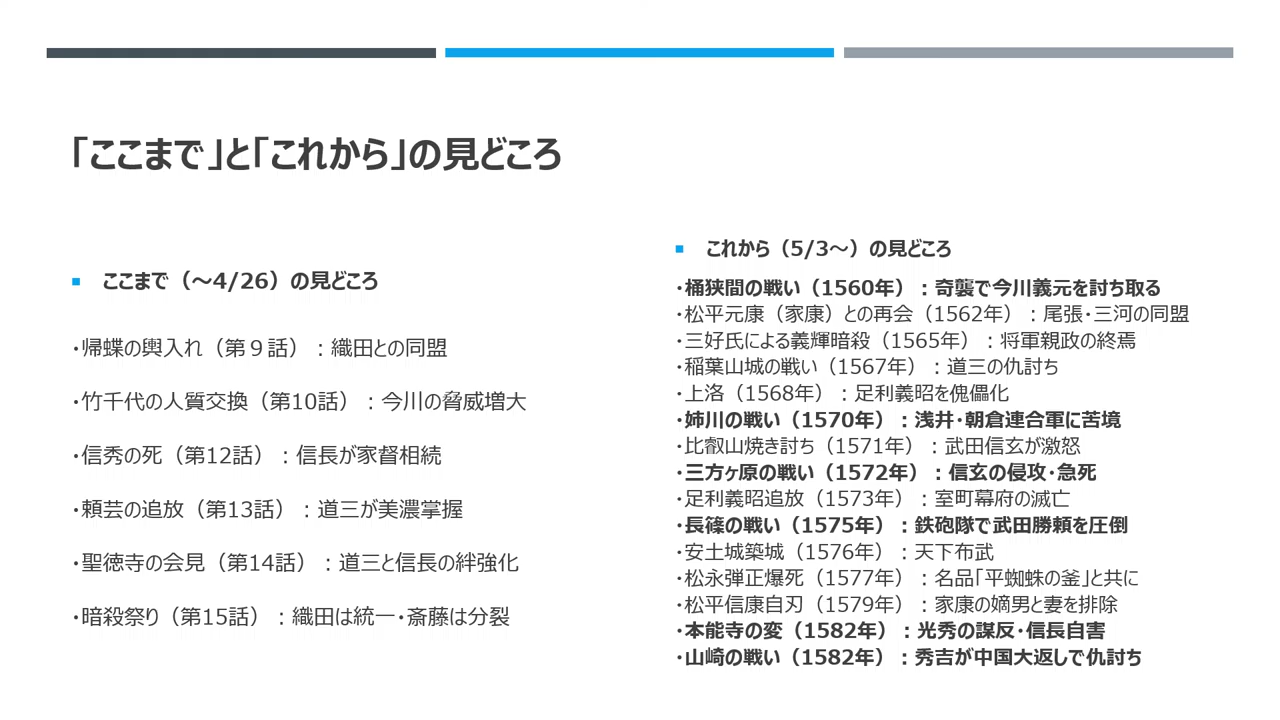 「ここまで」と「これから」の見どころ
ここまで（～4/26）の見どころ
・帰蝶の輿入れ（第９話）：織田との同盟
・竹千代の人質交換（第10話）：今川の脅威増大
・信秀の死（第12話）：信長が家督相続
・頼芸の追放（第13話）：道三が美濃掌握
・聖徳寺の会見（第14話）：道三と信長の絆強化
・暗殺祭り（第15話）：織田は統一・斎藤は分裂
これから（5/3～）の見どころ
・桶狭間の戦い（1560年）：奇襲で今川義元を討ち取る
・松平元康（家康）との再会（1562年）：尾張・三河の同盟
・三好氏による義輝暗殺（1565年）：将軍親政の終焉
・稲葉山城の戦い（1567年）：道三の仇討ち
・上洛（1568年）：足利義昭を傀儡化
・姉川の戦い（1570年）：浅井・朝倉連合軍に苦境
・比叡山焼き討ち（1571年）：武田信玄が激怒
・三方ヶ原の戦い（1572年）：信玄の侵攻・急死
・足利義昭追放（1573年）：室町幕府の滅亡
・長篠の戦い（1575年）：鉄砲隊で武田勝頼を圧倒
・安土城築城（1576年）：天下布武
・松永弾正爆死（1577年）：名品「平蜘蛛の釜」と共に
・松平信康自刃（1579年）：家康の嫡男と妻を排除
・本能寺の変（1582年）：光秀の謀反・信長自害
・山崎の戦い（1582年）：秀吉が中国大返しで仇討ち